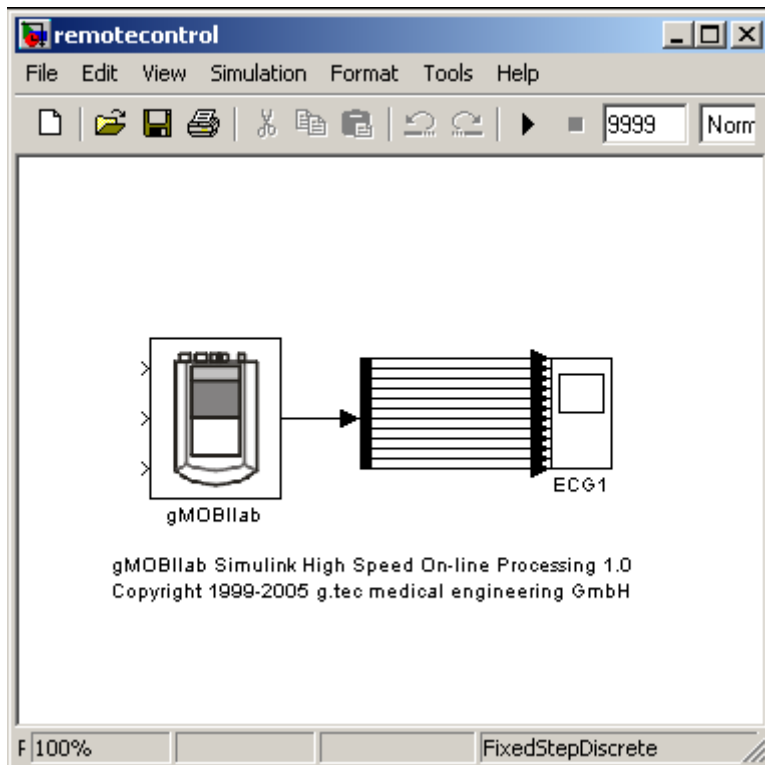 remotecontrol
File Edit View Simulation Format Tools Help
9999 Norm
ECG1
gMOBIlab
gMOBIlab Simulink High Speed On-line Processing 1.0
Copyright 1999-2005 g.tec medical engineering GmbH
F 100% FixedStepDiscrete